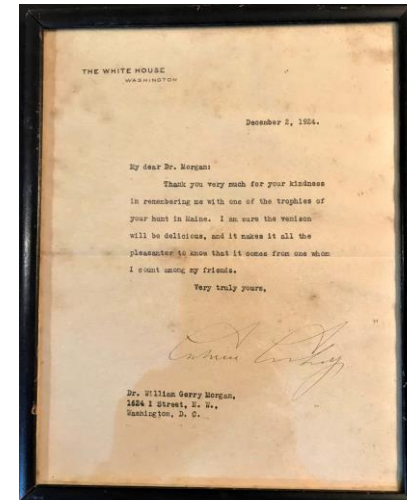 THE WHITE HOUSE
WASHINGTON
December 2, 1924.
My dear Dr. Morgan:
Thank you very much for your kindness
in remembering me with one of the trophies of
your hunt in Maine. I am sure the venison
will be delicious, and it makes it all the
pleasanter to know that it comes from one whom
I count among my friends.
Very truly yours,
Calvin Coolidge
Dr. William Gerry Morgan,
1624 I Street, N. W.,
Washington, D. C.